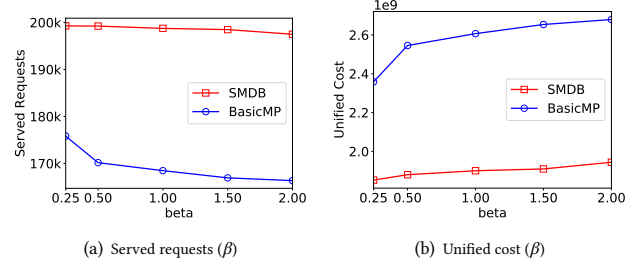 200k
190k
180k
170k
Served Requests
SMDB
BasicMP
0.25 0.50 1.00 1.50 2.00
beta
(a) Served requests (β)
1e9
2.6
2.4
2.2
2.0
Unified Cost
SMDB
BasicMP
0.25 0.50 1.00 1.50 2.00
beta
(b) Unified cost (β)